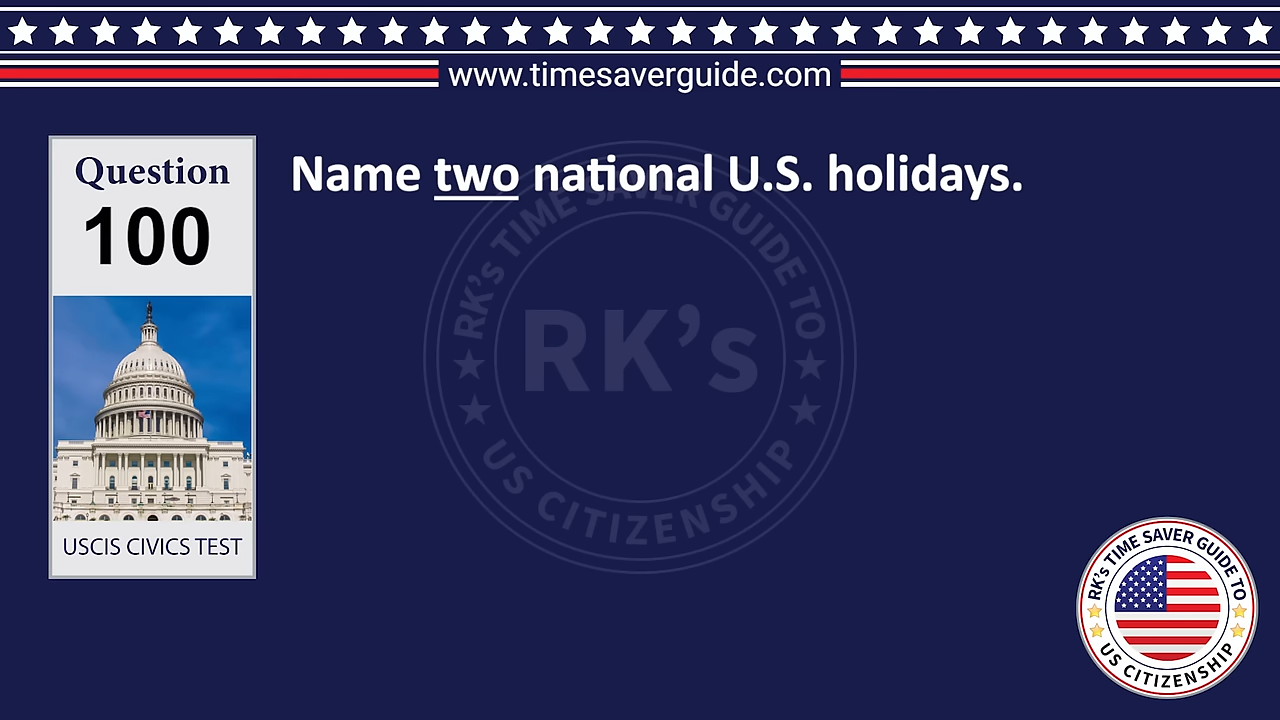 www.timesaverguide.com
Question
100
USCIS CIVICS TEST
Name two national U.S. holidays.
RK's TIME SAVER GUIDE TO
RK's
US CITIZENSHIP
RK's TIME SAVER GUIDE TO
US CITIZENSHIP